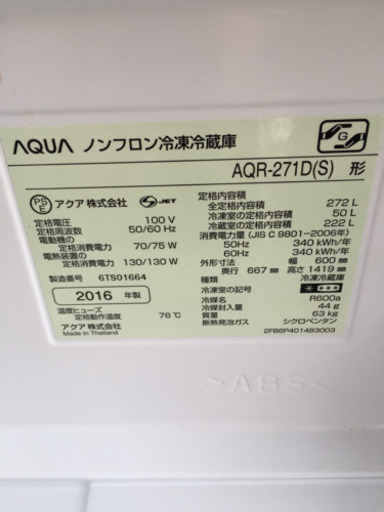 AQUA ノンフロン冷凍冷蔵庫
AQR-271D(S) 形
PS
E
アクア株式会社 S JET
定格電圧 100 V
定格周波数 50/60 Hz
電動機の
定格消費電力 70/75 W
電熱装置の
定格消費電力 130/130 W
製造番号 6TS01664
2016 年製
温度ヒューズ
定格動作温度 76℃
アクア株式会社
Made in Thailand
定格内容積
全定格内容積 272 L
冷凍室の定格内容積 50 L
冷蔵室の定格内容積 222 L
消費電力量 (JIS C 9801-2006年)
50Hz 340 kWh/年
60Hz 340 kWh/年
外形寸法 幅 600 mm
奥行 667 mm 高さ 1419 mm
種類 冷凍冷蔵庫
冷凍室の記号
冷媒名 R600a
冷媒量 44 g
質量 63 kg
断熱発泡ガス シクロペンタン
2FB6P401483003
G
>ABS<